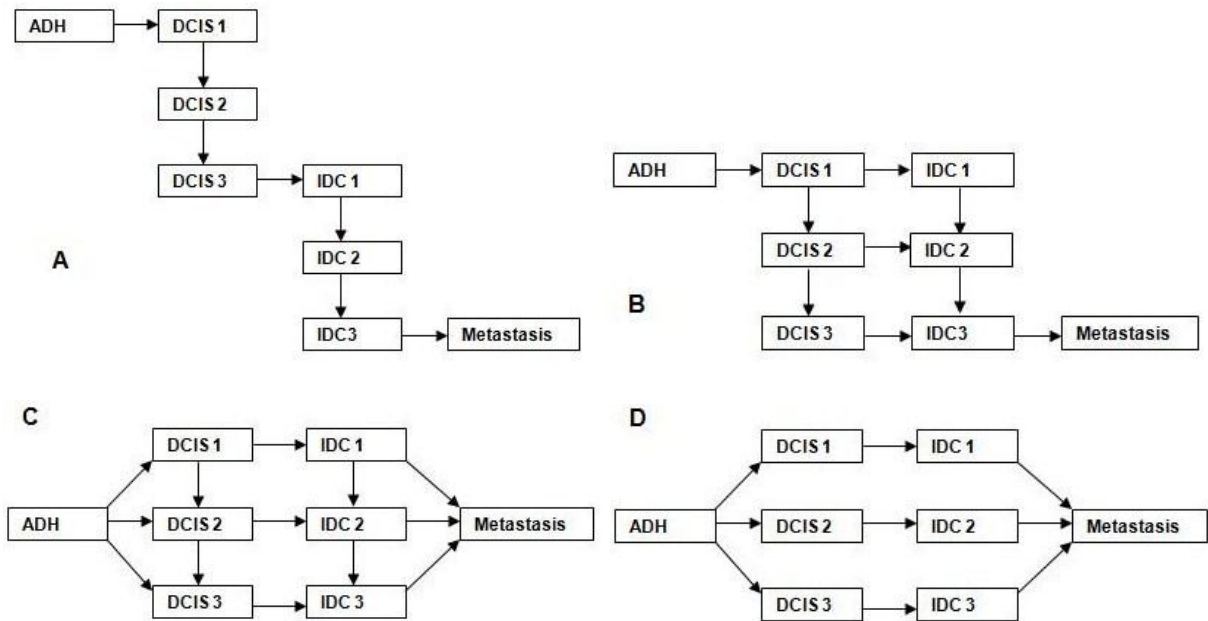 ADH
DCIS 1
DCIS 2
DCIS 3
IDC 1
IDC 2
IDC3
Metastasis
A
ADH
DCIS 1
IDC 1
DCIS 2
IDC 2
DCIS 3
IDC3
Metastasis
B
C
DCIS 1
IDC 1
ADH
DCIS 2
IDC 2
Metastasis
DCIS 3
IDC 3
D
DCIS 1
IDC 1
ADH
DCIS 2
IDC 2
Metastasis
DCIS 3
IDC 3